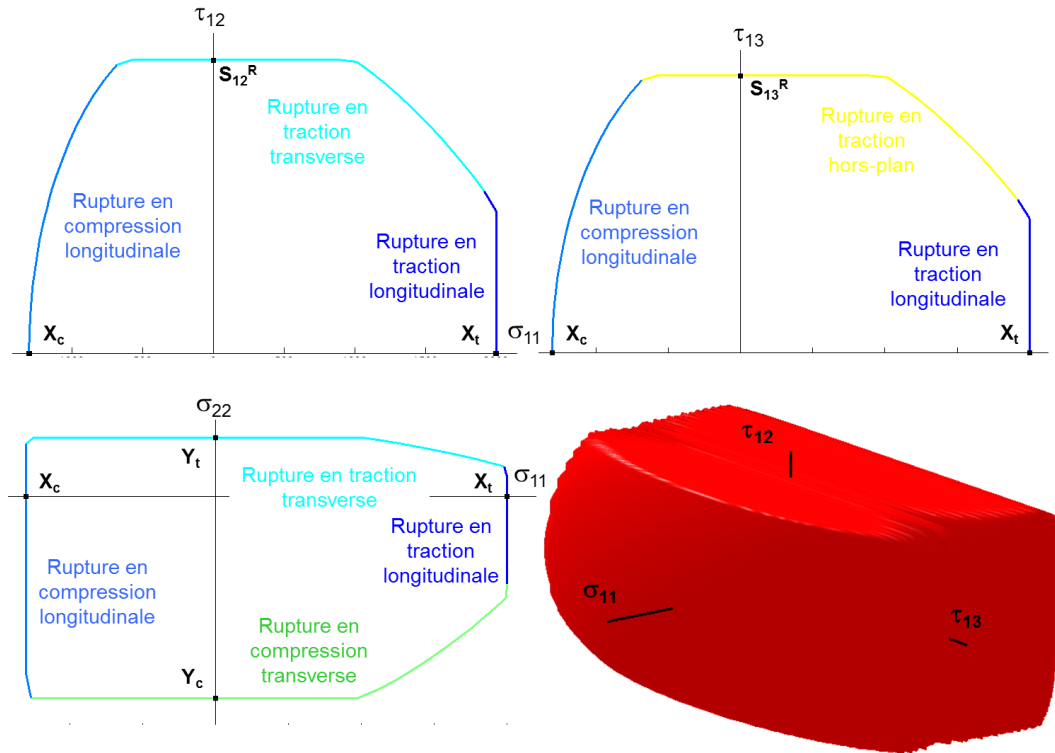 τ12
S12R
Rupture en
traction
transverse
Rupture en
compression
longitudinale
Rupture en
traction
longitudinale
Xc
Xt
σ11
τ13
S13R
Rupture en
traction
hors-plan
Rupture en
compression
longitudinale
Rupture en
traction
longitudinale
Xc
Xt
σ22
Yt
Xc
Rupture en traction
transverse
Xt
σ11
Rupture en
compression
longitudinale
Rupture en
traction
longitudinale
Rupture en
compression
transverse
Yc
τ12
σ11
τ13